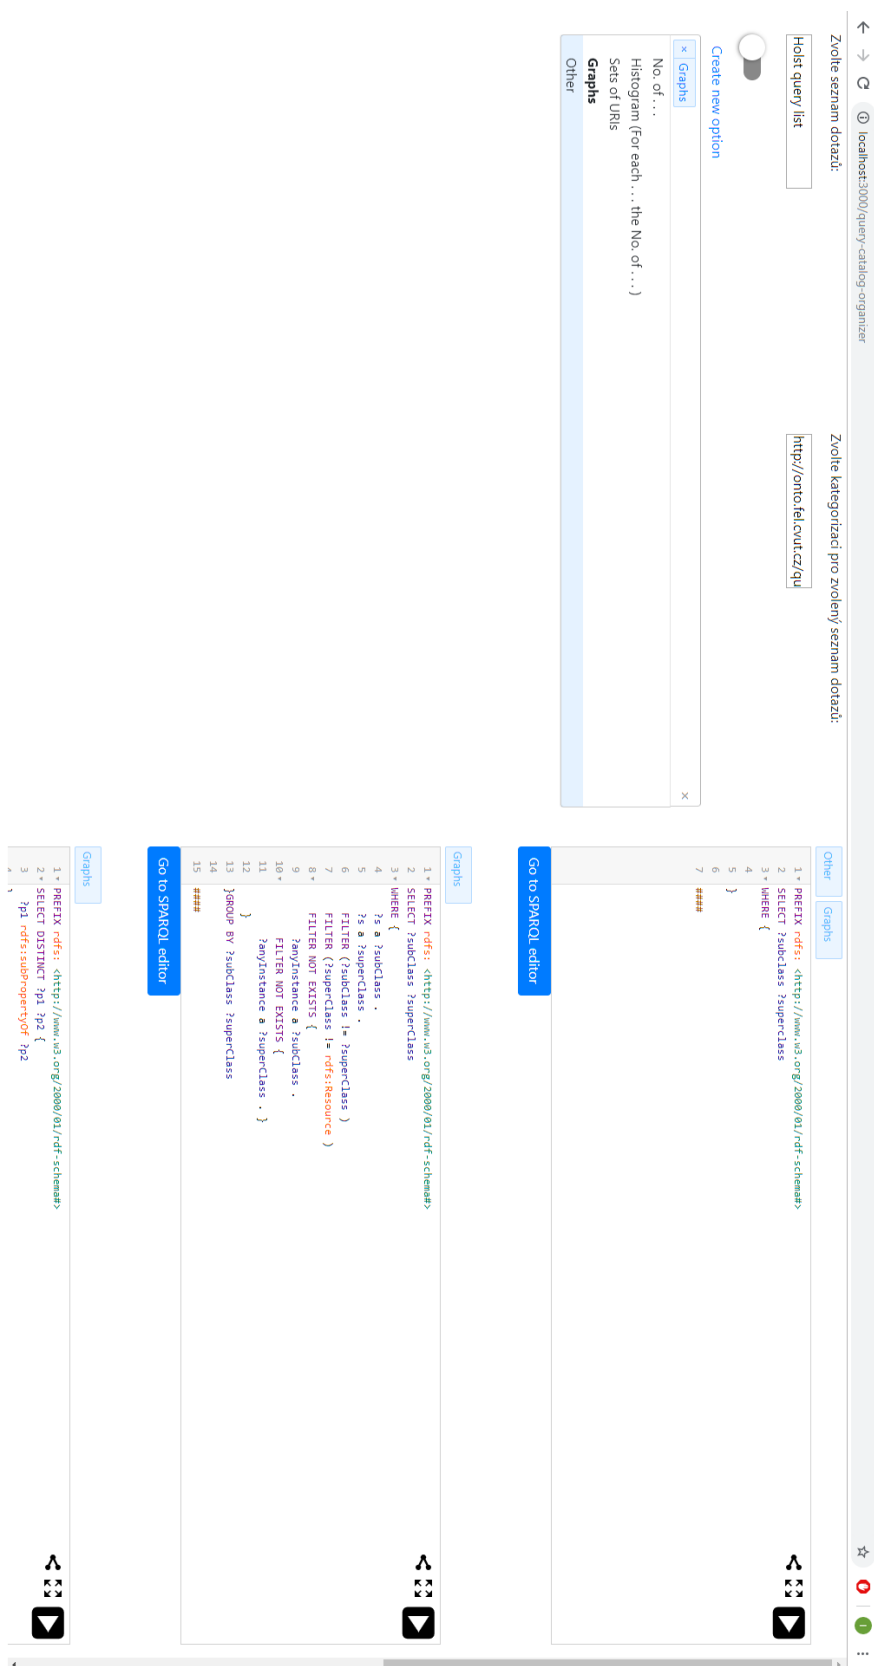 localhost:3000/query-catalog-organizer
Zvolte seznam dotazů:
Holst query list
Zvolte kategorizaci pro zvolený seznam dotazů:
http://onto.fel.cvut.cz/qu
Create new option
× Graphs ×
No. of . . .
Histogram (For each . . . the No. of . . . )
Sets of URIs
Graphs
Other
Other Graphs
1 PREFIX rdfs: <http://www.w3.org/2000/01/rdf-schema#>
2 SELECT ?subclass ?superclass
3 WHERE {
4
5 }
6
7 ####
Go to SPARQL editor
Graphs
1 PREFIX rdfs: <http://www.w3.org/2000/01/rdf-schema#>
2 SELECT ?subClass ?superClass
3 WHERE {
4 ?s a ?subClass .
5 ?s a ?superClass .
6 FILTER (?subClass != ?superClass )
7 FILTER (?superClass != rdfs:Resource )
8 FILTER NOT EXISTS {
9 ?anyInstance a ?subClass .
10 FILTER NOT EXISTS {
11 ?anyInstance a ?superClass . }
12 }
13 }GROUP BY ?subClass ?superClass
14
15 ####
Go to SPARQL editor
Graphs
1 PREFIX rdfs: <http://www.w3.org/2000/01/rdf-schema#>
2 SELECT DISTINCT ?p1 ?p2 {
3 ?p1 rdfs:subPropertyOf ?p2